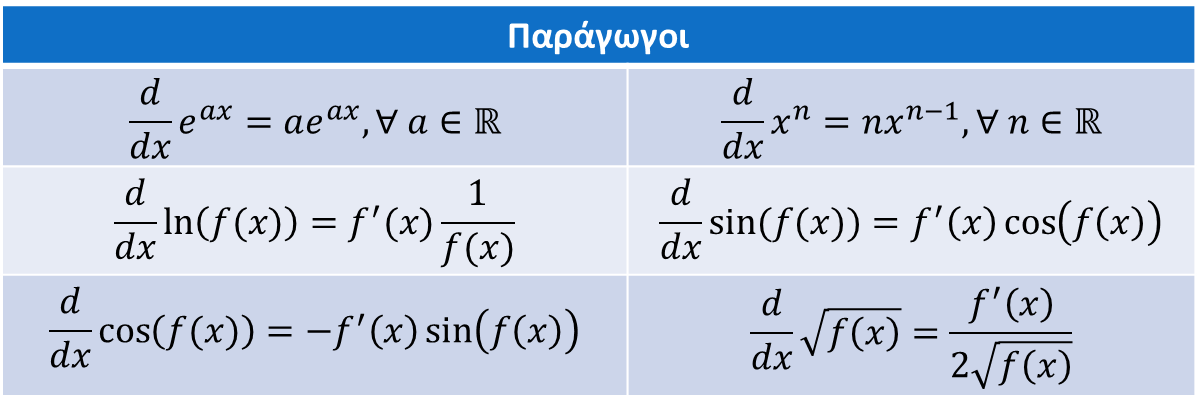 Παράγωγοι
d/dx e^{ax} = ae^{ax}, ∀ a ∈ ℝ
d/dx x^n = nx^{n−1}, ∀ n ∈ ℝ
d/dx ln(f(x)) = f′(x) 1/f(x)
d/dx sin(f(x)) = f′(x) cos(f(x))
d/dx cos(f(x)) = −f′(x) sin(f(x))
d/dx √f(x) = f′(x)/2√f(x)